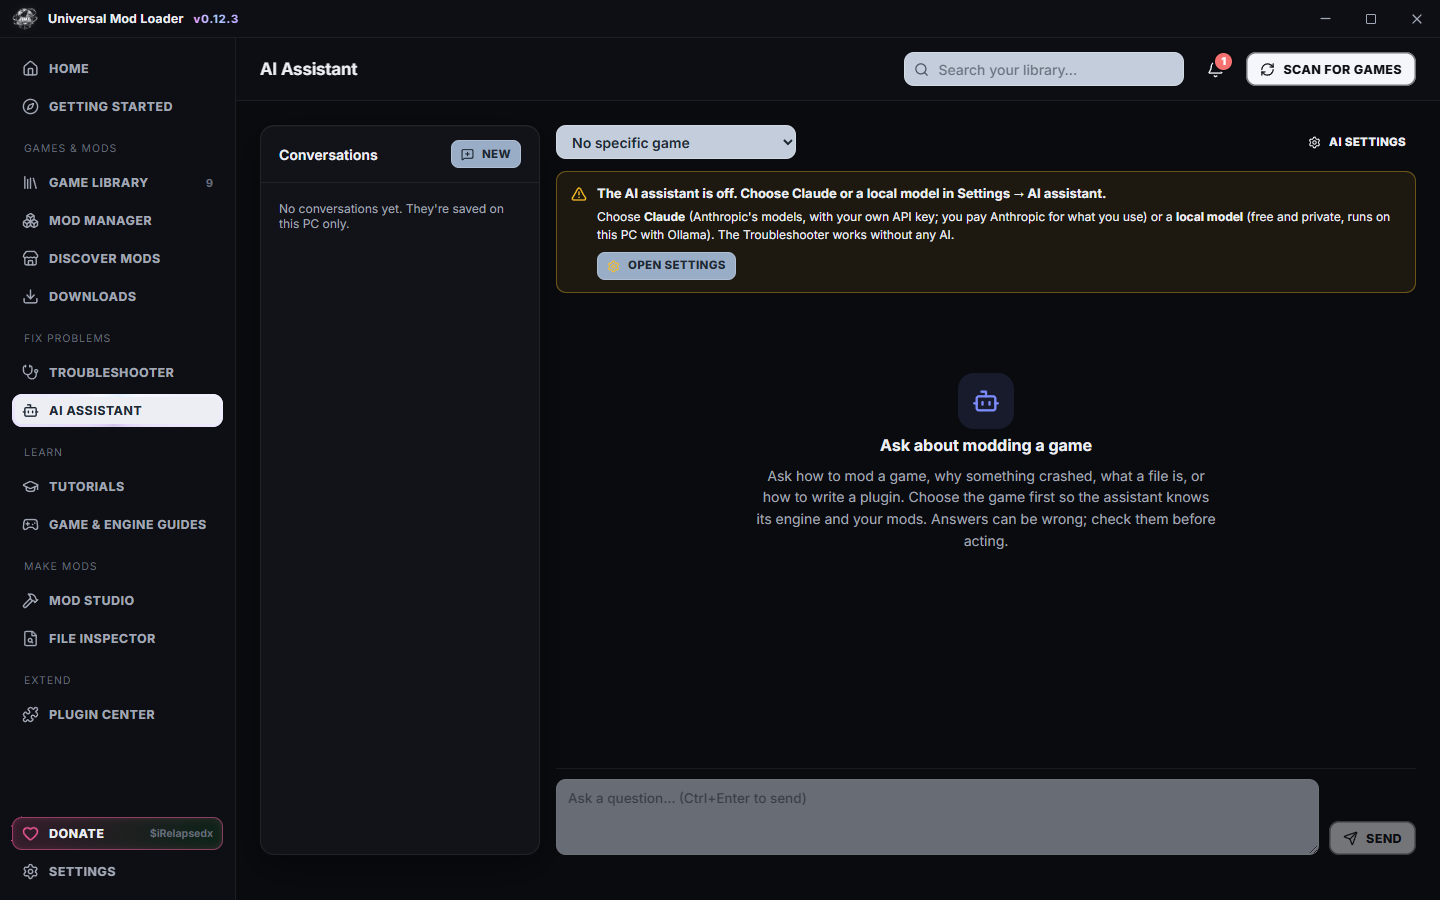 Universal Mod Loader v0.12.3
HOME
GETTING STARTED
GAMES & MODS
GAME LIBRARY 9
MOD MANAGER
DISCOVER MODS
DOWNLOADS
FIX PROBLEMS
TROUBLESHOOTER
AI ASSISTANT
LEARN
TUTORIALS
GAME & ENGINE GUIDES
MAKE MODS
MOD STUDIO
FILE INSPECTOR
EXTEND
PLUGIN CENTER
DONATE $iRelapsedx
SETTINGS
AI Assistant
Search your library...
1
SCAN FOR GAMES
Conversations
NEW
No conversations yet. They're saved on
this PC only.
No specific game
AI SETTINGS
The AI assistant is off. Choose Claude or a local model in Settings → AI assistant.
Choose Claude (Anthropic's models, with your own API key; you pay Anthropic for what you use) or a local model (free and private, runs on
this PC with Ollama). The Troubleshooter works without any AI.
OPEN SETTINGS
Ask about modding a game
Ask how to mod a game, why something crashed, what a file is, or
how to write a plugin. Choose the game first so the assistant knows
its engine and your mods. Answers can be wrong; check them before
acting.
Ask a question... (Ctrl+Enter to send)
SEND